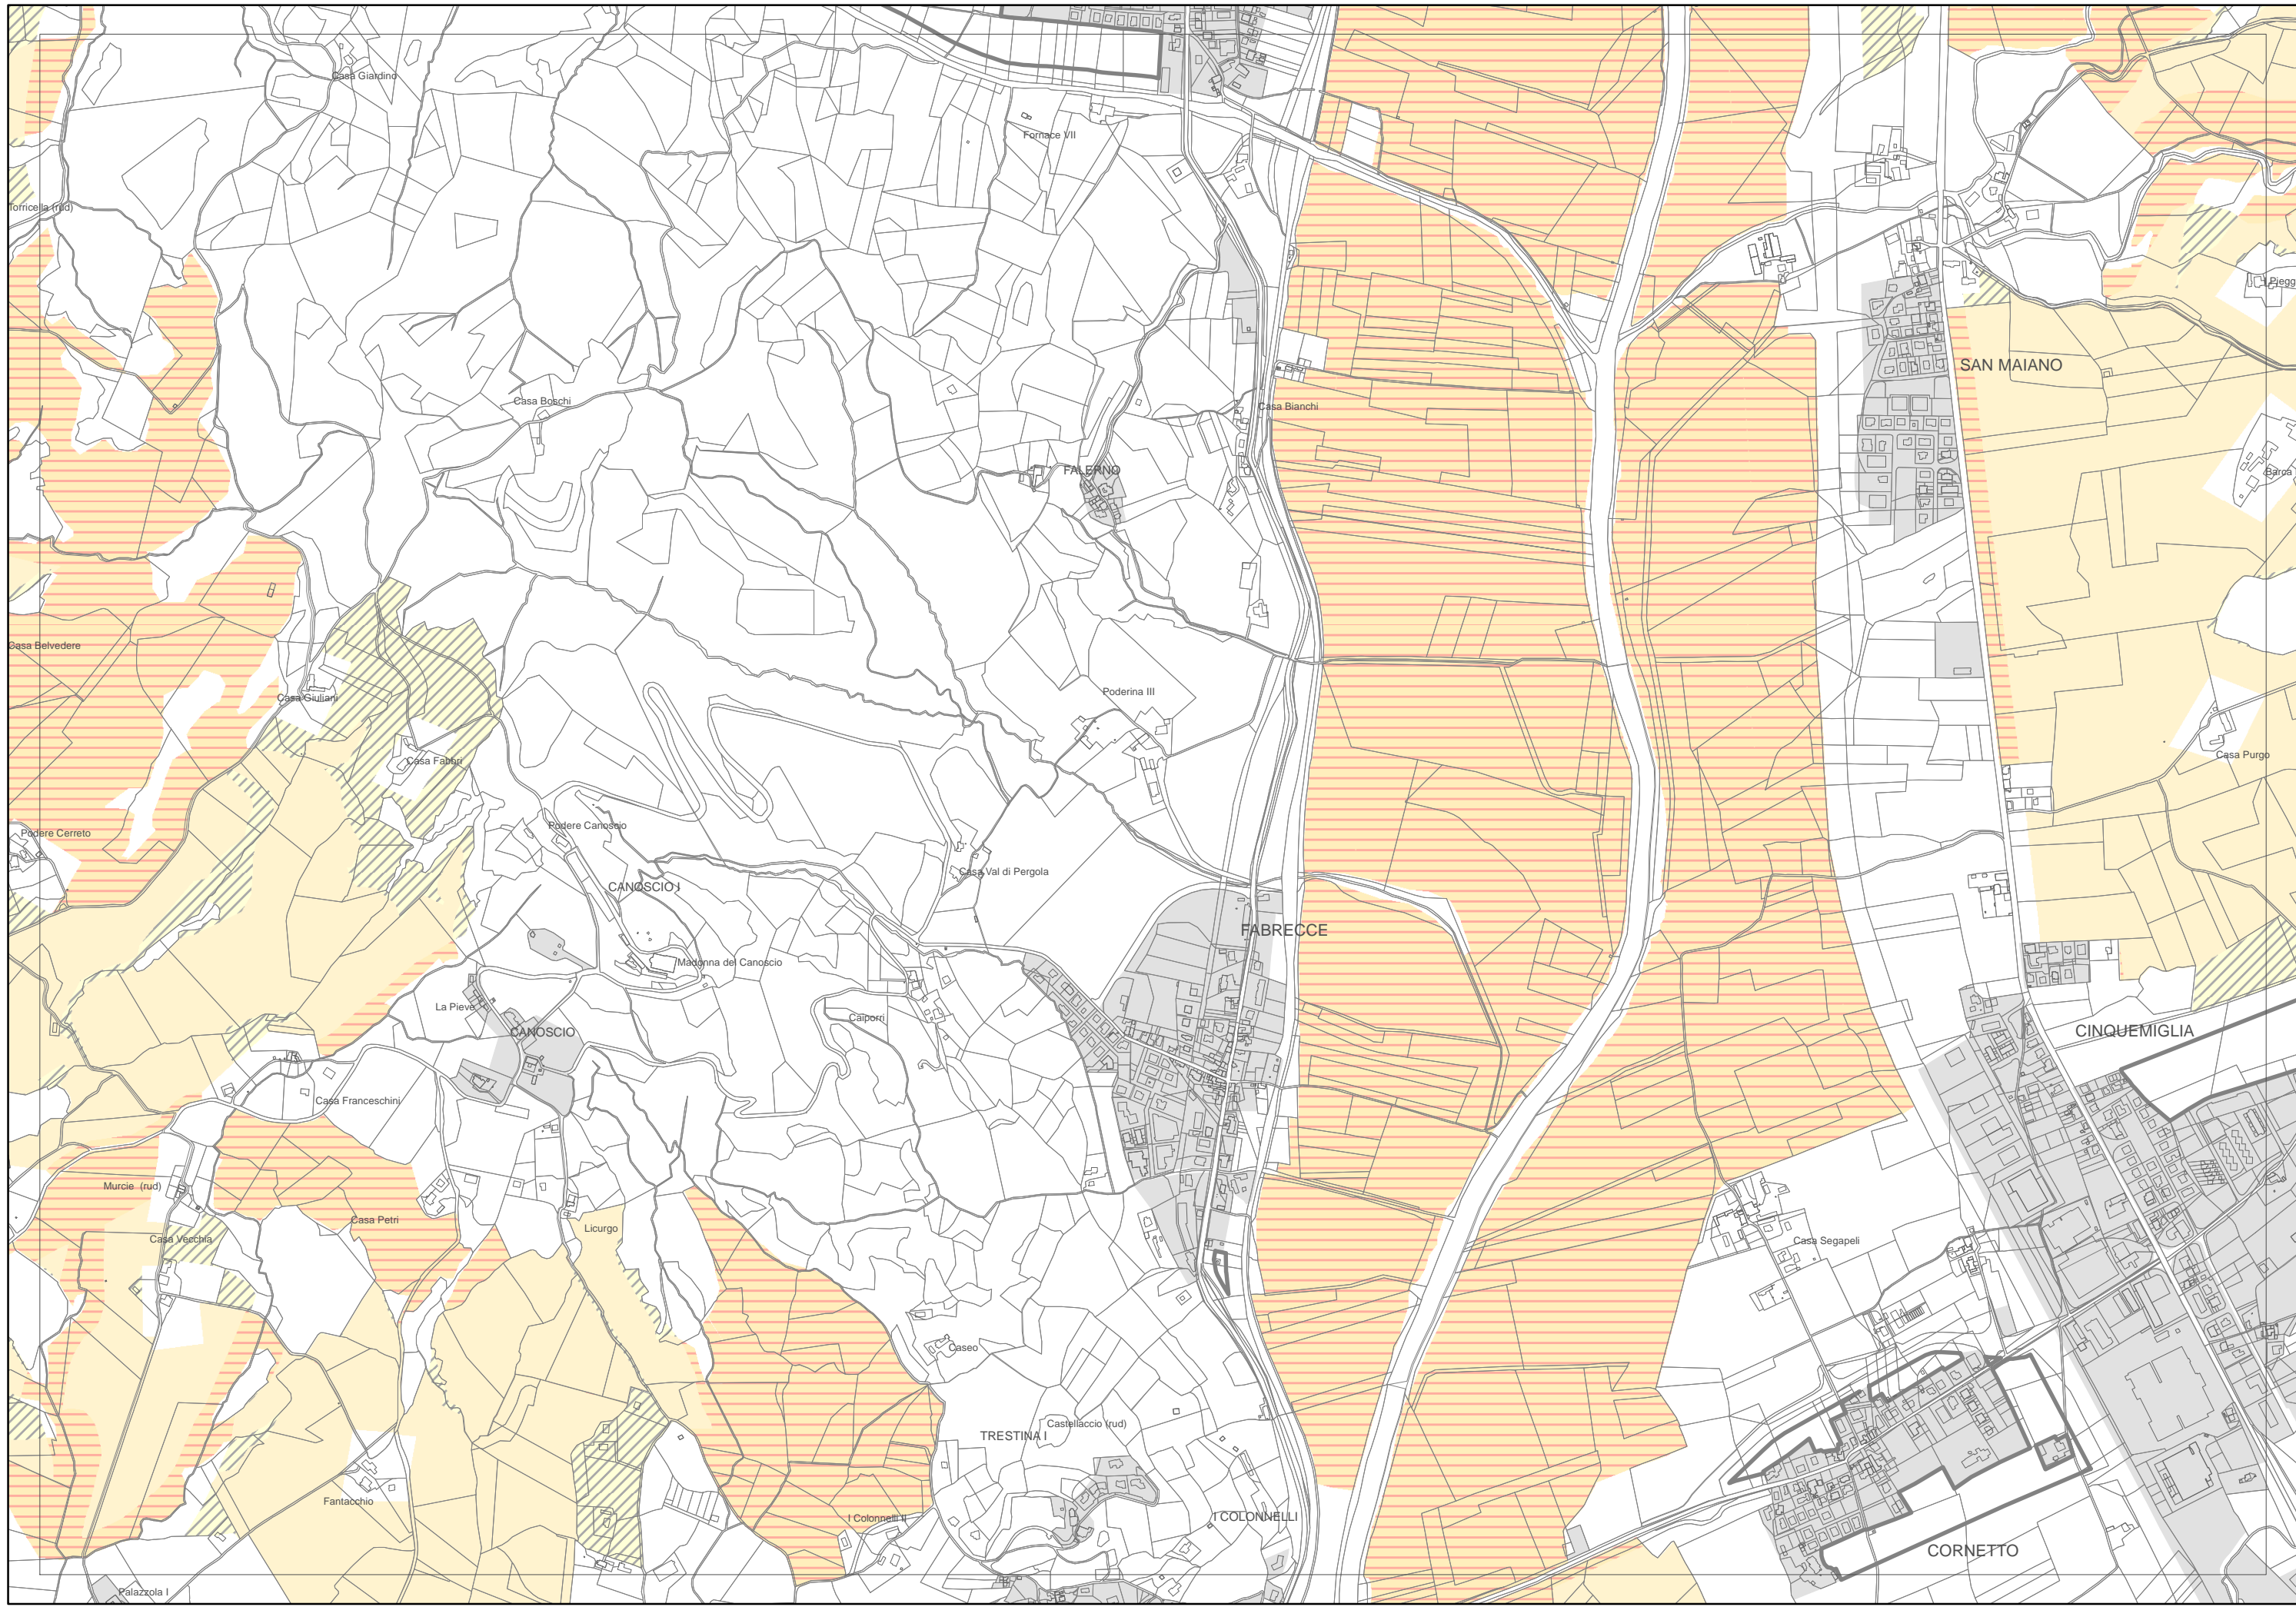 Casa Giardino
Fornace VII
Torricella (rud)
Piegg
SAN MAIANO
Casa Boschi
Casa Bianchi
FALERNO
Barca
Casa Belvedere
Casa Giuliani
Poderina III
Casa Fabbri
Casa Purgo
Podere Canoscio
Podere Cerreto
Casa Val di Pergola
CANOSCIO I
FABRECCE
Madonna del Canoscio
La Pieve
Caiporri
CANOSCIO
CINQUEMIGLIA
Casa Franceschini
Murcie (rud)
Casa Petri
Licurgo
Casa Vecchia
Casa Segapeli
Caseo
Castellaccio (rud)
TRESTINA I
Fantacchio
I Colonnelli II
I COLONNELLI
CORNETTO
Palazzola I